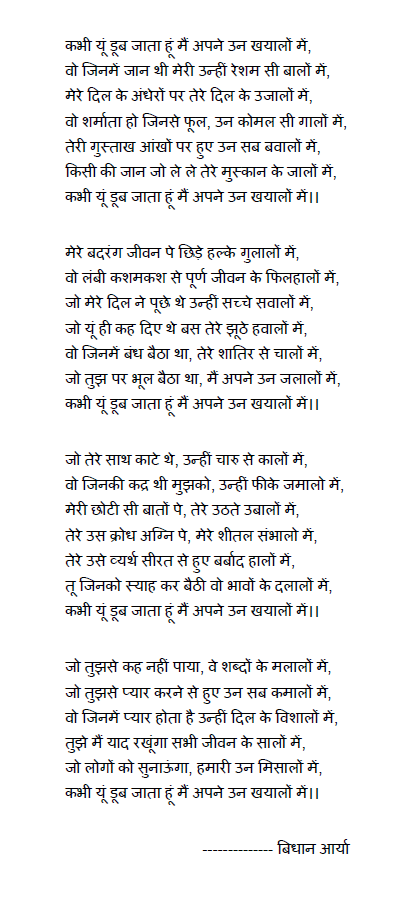 कभी यूं डूब जाता हूं मैं अपने उन खयालों में,
वो जिनमें जान थी मेरी उन्हीं रेशम सी बालों में,
मेरे दिल के अंधेरों पर तेरे दिल के उजालों में,
वो शर्माता हो जिनसे फूल, उन कोमल सी गालों में,
तेरी गुस्ताख आंखों पर हुए उन सब बवालों में,
किसी की जान जो ले ले तेरे मुस्कान के जालों में,
कभी यूं डूब जाता हूं मैं अपने उन खयालों में।।
मेरे बदरंग जीवन पे छिड़े हल्के गुलालों में,
वो लंबी कशमकश से पूर्ण जीवन के फिलहालों में,
जो मेरे दिल ने पूछे थे उन्हीं सच्चे सवालों में,
जो यूं ही कह दिए थे बस तेरे झूठे हवालों में,
वो जिनमें बंध बैठा था, तेरे शातिर से चालों में,
जो तुझ पर भूल बैठा था, मैं अपने उन जलालों में,
कभी यूं डूब जाता हूं मैं अपने उन खयालों में।।
जो तेरे साथ काटे थे, उन्हीं चारु से कालों में,
वो जिनकी कद्र थी मुझको, उन्हीं फीके जमालो में,
मेरी छोटी सी बातों पे, तेरे उठते उबालों में,
तेरे उस क्रोध अग्नि पे, मेरे शीतल संभालो में,
तेरे उसे व्यर्थ सीरत से हुए बर्बाद हालों में,
तू जिनको स्याह कर बैठी वो भावों के दलालों में,
कभी यूं डूब जाता हूं मैं अपने उन खयालों में।।
जो तुझसे कह नहीं पाया, वे शब्दों के मलालों में,
जो तुझसे प्यार करने से हुए उन सब कमालों में,
वो जिनमें प्यार होता है उन्हीं दिल के विशालों में,
तुझे मैं याद रखूंगा सभी जीवन के सालों में,
जो लोगों को सुनाऊंगा, हमारी उन मिसालों में,
कभी यूं डूब जाता हूं मैं अपने उन खयालों में।।
-------------- बिधान आर्या